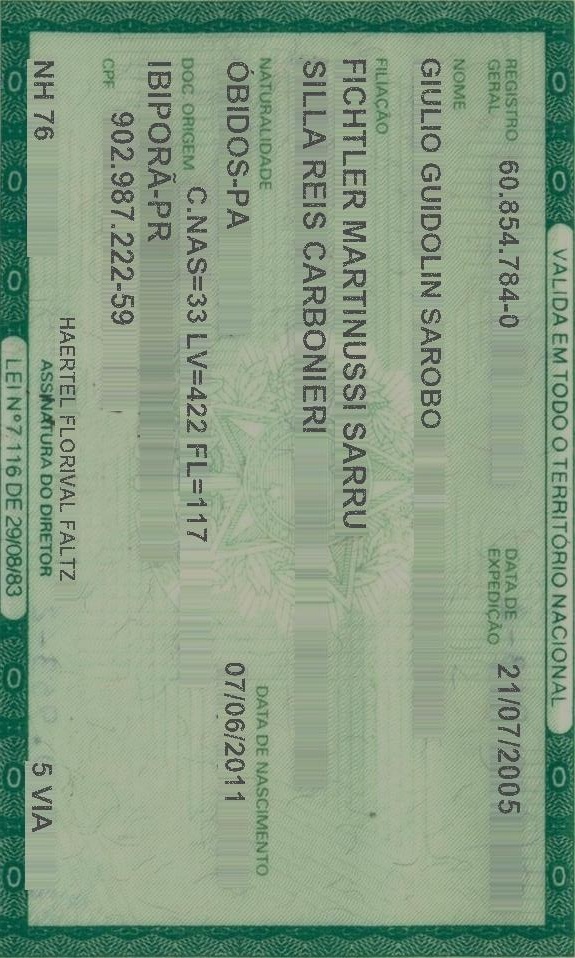 VALIDA EM TODO O TERRITÓRIO NACIONAL
REGISTRO GERAL 60.854.784-0 DATA DE EXPEDIÇÃO 21/07/2005
NOME
GIULIO GUIDOLIN SAROBO
FILIAÇÃO
FICHTLER MARTINUSSI SARRU
SILLA REIS CARBONIERI
NATURALIDADE DATA DE NASCIMENTO
ÓBIDOS-PA 07/06/2011
DOC. ORIGEM C.NAS=33 LV=422 FL=117
IBIPORÃ-PR
CPF 902.987.222-59
HAERTEL FLORIVAL FALTZ
NH 76 ASSINATURA DO DIRETOR 5 VIA
LEI Nº 7.116 DE 29/08/83